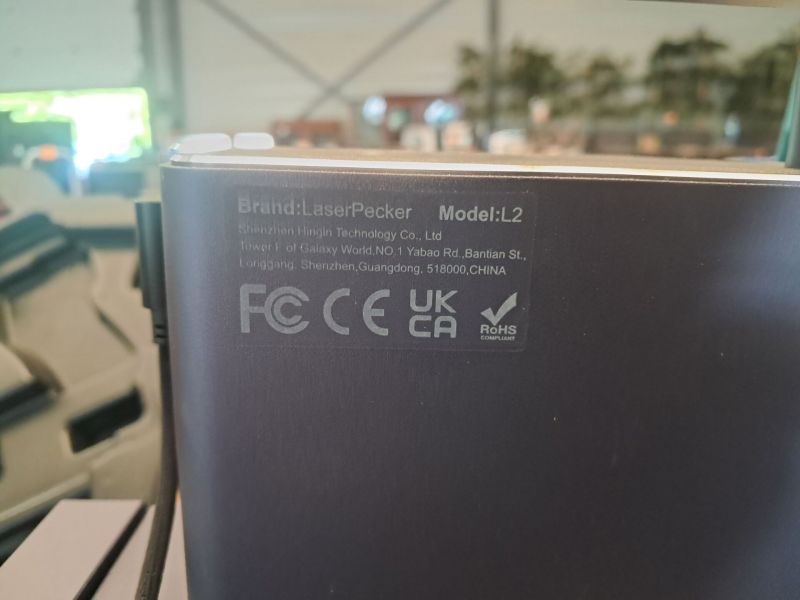 Brand:LaserPecker Model:L2
Shenzhen Hingin Technology Co., Ltd
Tower F of Galaxy World,NO.1 Yabao Rd.,Bantian St.,
Longgang, Shenzhen,Guangdong, 518000,CHINA
FC CE UK
CA
RoHS
COMPLIANT